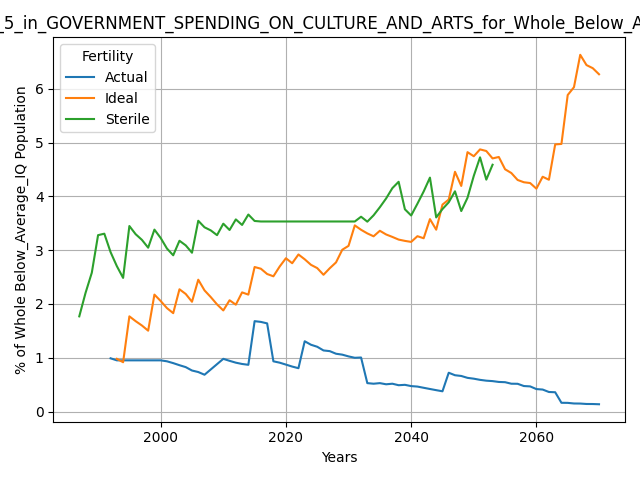 _5_in_GOVERNMENT_SPENDING_ON_CULTURE_AND_ARTS_for_Whole_Below_A
Fertility
Actual
Ideal
Sterile
% of Whole Below_Average_IQ Population
6
5
4
3
2
1
0
2000
2020
2040
2060
Years